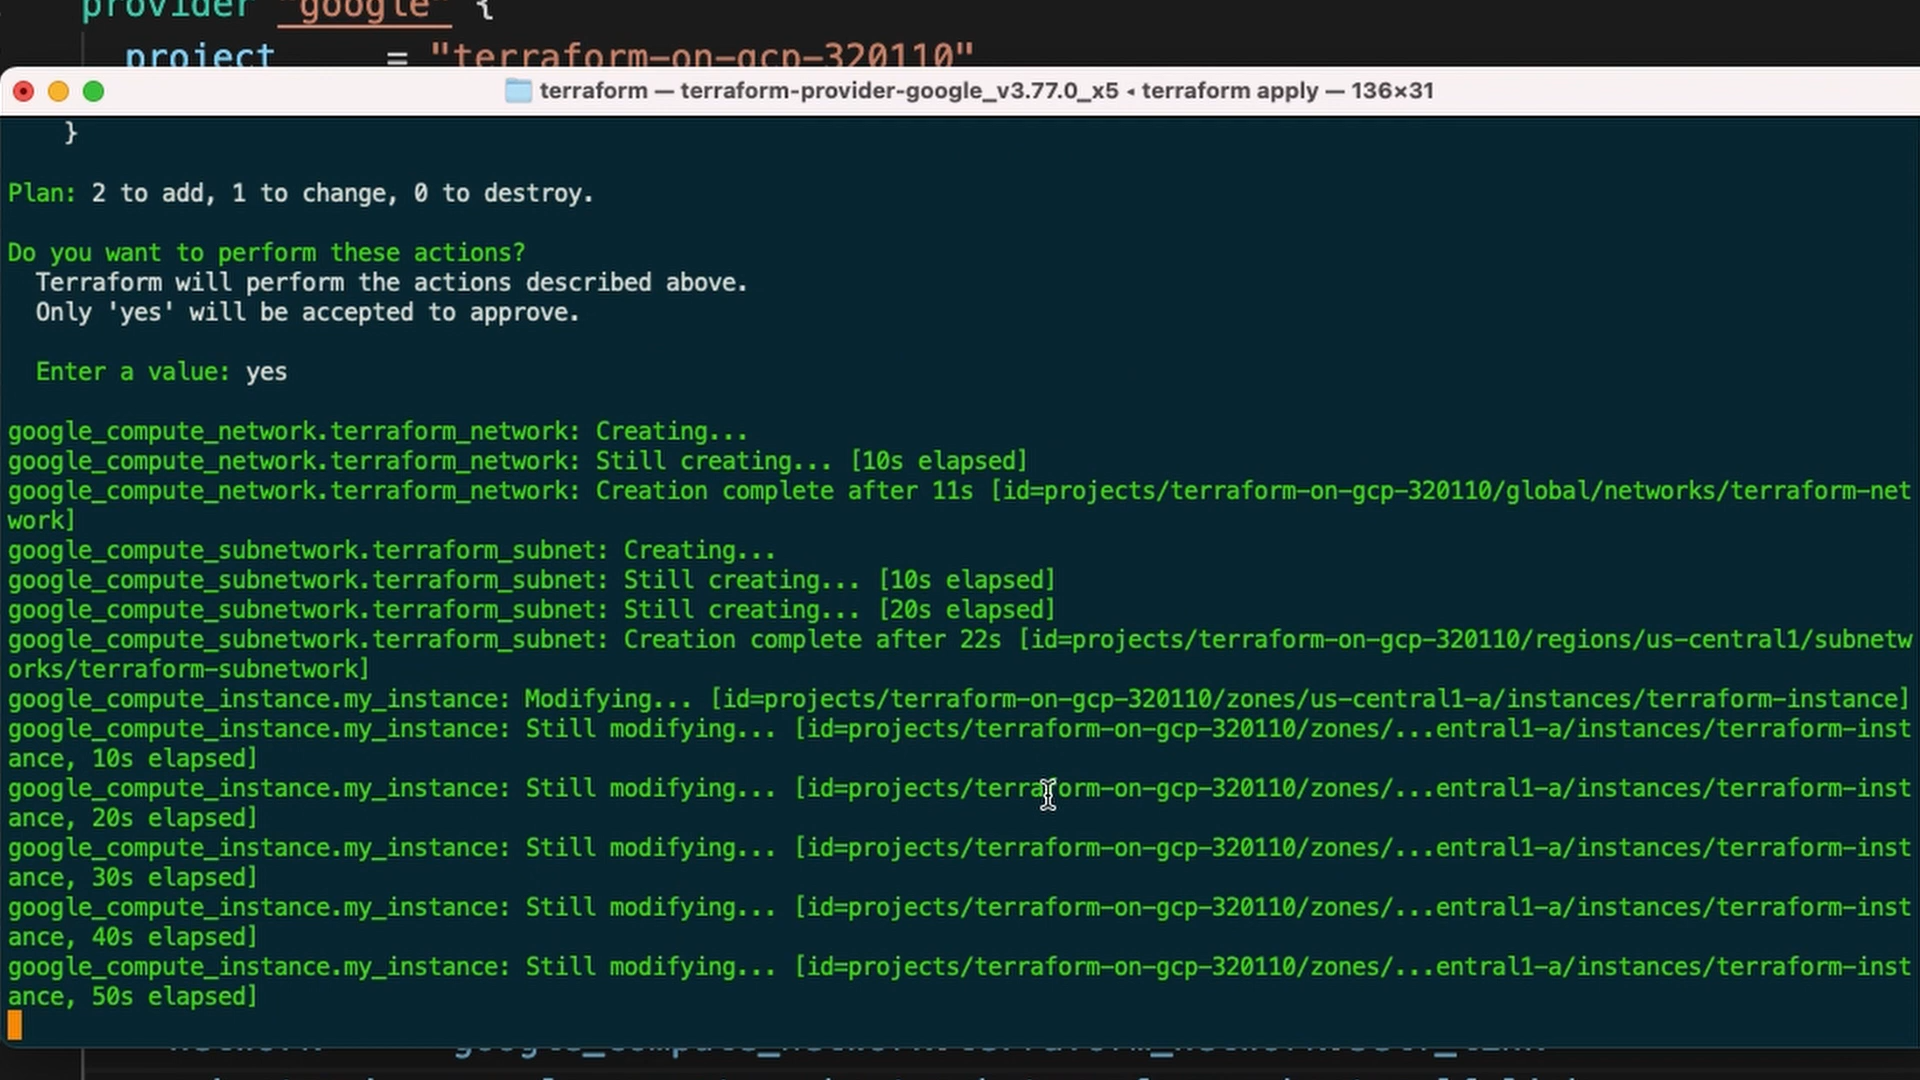 provider "google" {
project = "terraform-on-gcp-320110"
terraform — terraform-provider-google_v3.77.0_x5 ◂ terraform apply — 136×31
}
Plan: 2 to add, 1 to change, 0 to destroy.
Do you want to perform these actions?
Terraform will perform the actions described above.
Only 'yes' will be accepted to approve.
Enter a value: yes
google_compute_network.terraform_network: Creating...
google_compute_network.terraform_network: Still creating... [10s elapsed]
google_compute_network.terraform_network: Creation complete after 11s [id=projects/terraform-on-gcp-320110/global/networks/terraform-net
work]
google_compute_subnetwork.terraform_subnet: Creating...
google_compute_subnetwork.terraform_subnet: Still creating... [10s elapsed]
google_compute_subnetwork.terraform_subnet: Still creating... [20s elapsed]
google_compute_subnetwork.terraform_subnet: Creation complete after 22s [id=projects/terraform-on-gcp-320110/regions/us-central1/subnetw
orks/terraform-subnetwork]
google_compute_instance.my_instance: Modifying... [id=projects/terraform-on-gcp-320110/zones/us-central1-a/instances/terraform-instance]
google_compute_instance.my_instance: Still modifying... [id=projects/terraform-on-gcp-320110/zones/...entral1-a/instances/terraform-inst
ance, 10s elapsed]
google_compute_instance.my_instance: Still modifying... [id=projects/terraform-on-gcp-320110/zones/...entral1-a/instances/terraform-inst
ance, 20s elapsed]
google_compute_instance.my_instance: Still modifying... [id=projects/terraform-on-gcp-320110/zones/...entral1-a/instances/terraform-inst
ance, 30s elapsed]
google_compute_instance.my_instance: Still modifying... [id=projects/terraform-on-gcp-320110/zones/...entral1-a/instances/terraform-inst
ance, 40s elapsed]
google_compute_instance.my_instance: Still modifying... [id=projects/terraform-on-gcp-320110/zones/...entral1-a/instances/terraform-inst
ance, 50s elapsed]